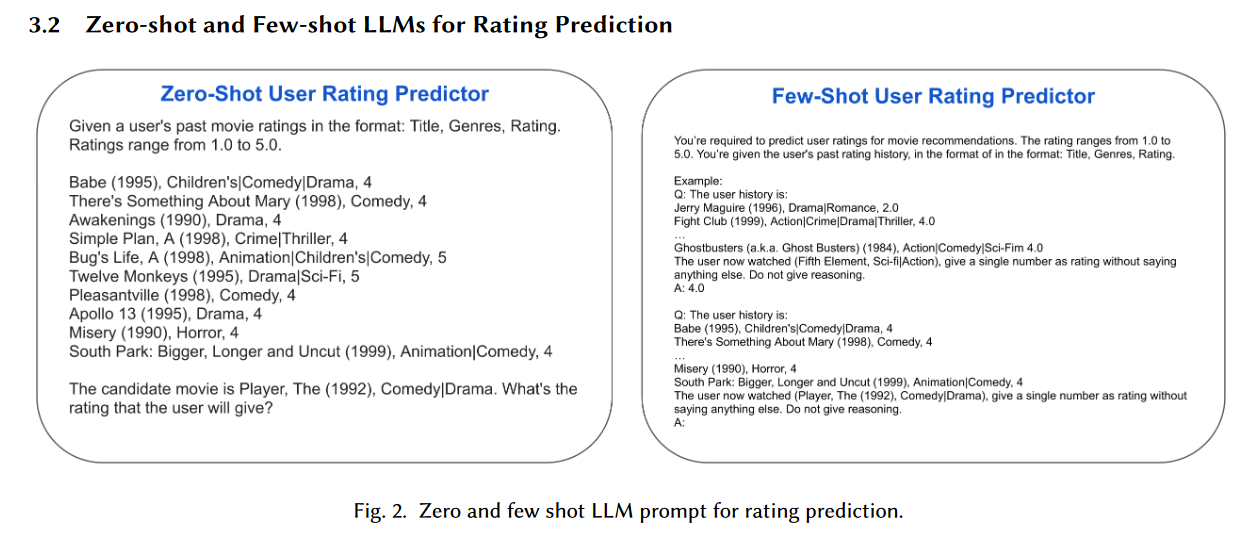 3.2 Zero-shot and Few-shot LLMs for Rating Prediction
Zero-Shot User Rating Predictor
Given a user's past movie ratings in the format: Title, Genres, Rating.
Ratings range from 1.0 to 5.0.
Babe (1995), Children's|Comedy|Drama, 4
There's Something About Mary (1998), Comedy, 4
Awakenings (1990), Drama, 4
Simple Plan, A (1998), Crime|Thriller, 4
Bug's Life, A (1998), Animation|Children's|Comedy, 5
Twelve Monkeys (1995), Drama|Sci-Fi, 5
Pleasantville (1998), Comedy, 4
Apollo 13 (1995), Drama, 4
Misery (1990), Horror, 4
South Park: Bigger, Longer and Uncut (1999), Animation|Comedy, 4
The candidate movie is Player, The (1992), Comedy|Drama. What's the
rating that the user will give?
Few-Shot User Rating Predictor
You're required to predict user ratings for movie recommendations. The rating ranges from 1.0 to
5.0. You're given the user's past rating history, in the format of in the format: Title, Genres, Rating.
Example:
Q: The user history is:
Jerry Maguire (1996), Drama|Romance, 2.0
Fight Club (1999), Action|Crime|Drama|Thriller, 4.0
...
Ghostbusters (a.k.a. Ghost Busters) (1984), Action|Comedy|Sci-Fim 4.0
The user now watched (Fifth Element, Sci-fi|Action), give a single number as rating without saying
anything else. Do not give reasoning.
A: 4.0
Q: The user history is:
Babe (1995), Children's|Comedy|Drama, 4
There's Something About Mary (1998), Comedy, 4
...
Misery (1990), Horror, 4
South Park: Bigger, Longer and Uncut (1999), Animation|Comedy, 4
The user now watched (Player, The (1992), Comedy|Drama), give a single number as rating without
saying anything else. Do not give reasoning.
A:
Fig. 2. Zero and few shot LLM prompt for rating prediction.